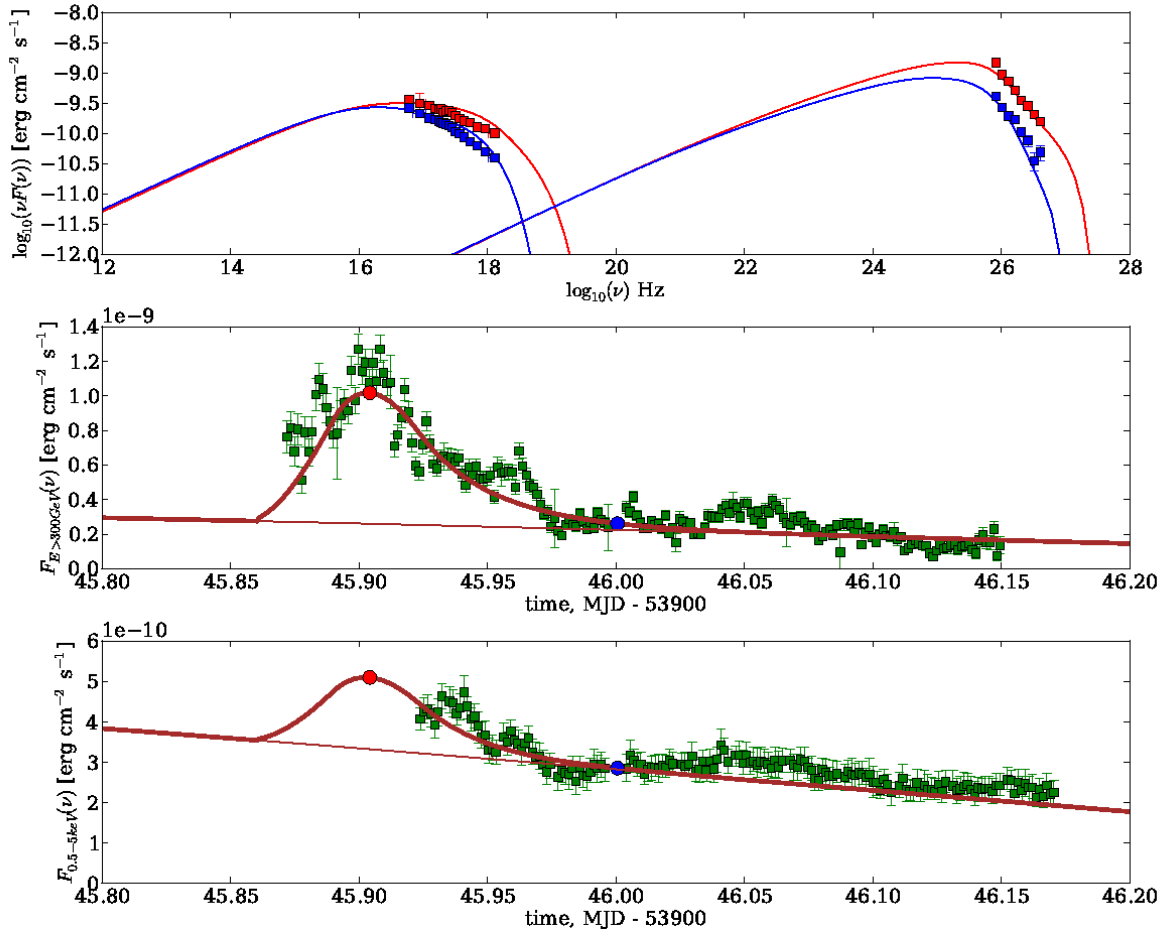 log₁₀(νF(ν)) [erg cm⁻² s⁻¹]
−8.0
−8.5
−9.0
−9.5
−10.0
−10.5
−11.0
−11.5
−12.0
12 14 16 18 20 22 24 26 28
log₁₀(ν) Hz
1e−9
F_{E>300GeV}(ν) [erg cm⁻² s⁻¹]
1.4
1.2
1.0
0.8
0.6
0.4
0.2
0.0
45.80 45.85 45.90 45.95 46.00 46.05 46.10 46.15 46.20
time, MJD - 53900
1e−10
F_{0.5−5keV}(ν) [erg cm⁻² s⁻¹]
6
5
4
3
2
1
0
45.80 45.85 45.90 45.95 46.00 46.05 46.10 46.15 46.20
time, MJD - 53900